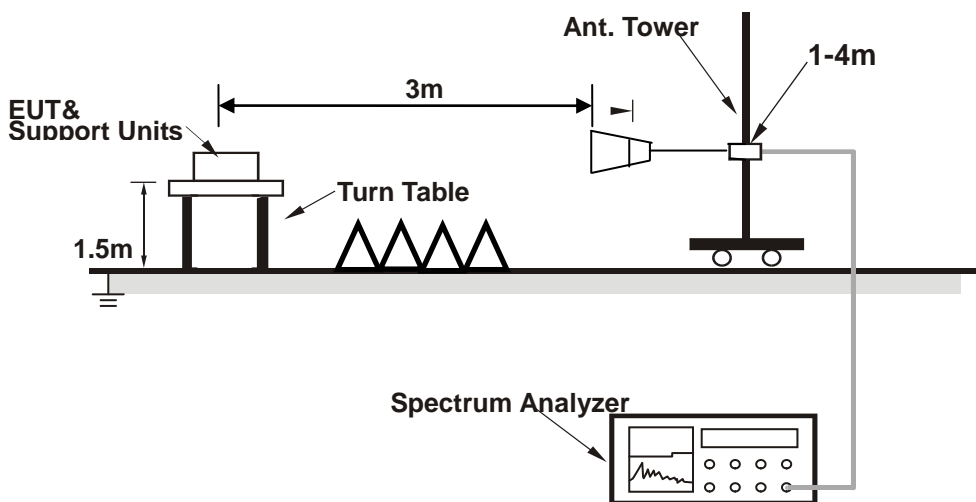 Ant. Tower
1-4m
3m
EUT&
Support Units
Turn Table
1.5m
Spectrum Analyzer